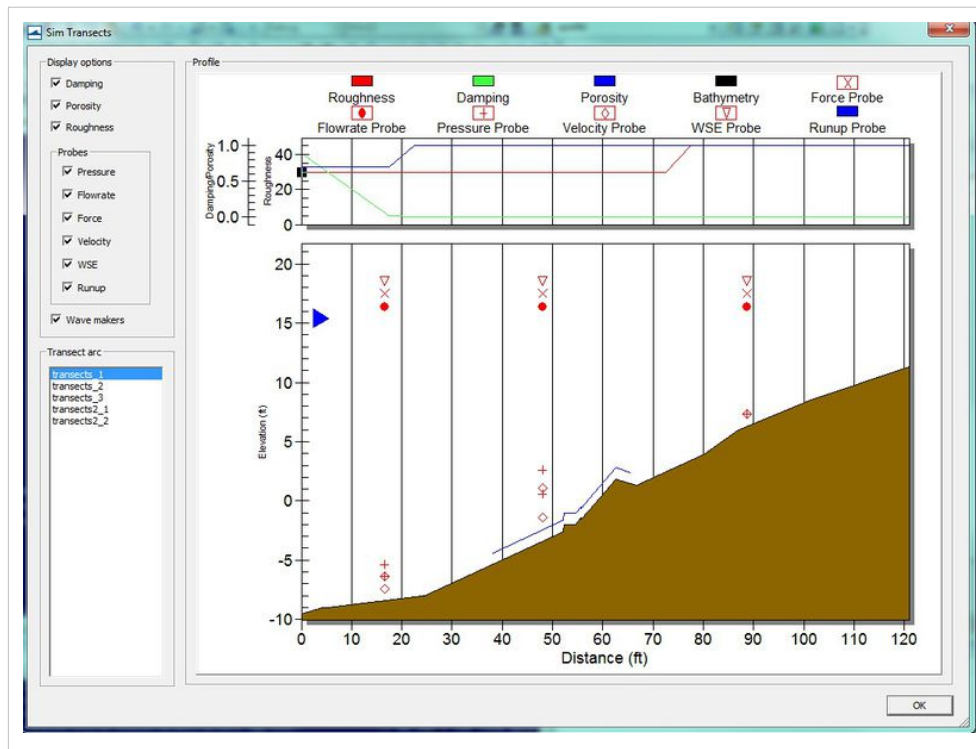 Sim Transects
Display options
Damping
Porosity
Roughness
Probes
Pressure
Flowrate
Force
Velocity
WSE
Runup
Wave makers
Transect arc
transects_1
transects_2
transects_3
transects2_1
transects2_2
Profile
Roughness Damping Porosity Bathymetry Force Probe
Flowrate Probe Pressure Probe Velocity Probe WSE Probe Runup Probe
Damping/Porosity
1.0
0.5
0.0
Roughness
40
20
0
Elevation (ft)
20
15
10
5
0
-5
-10
0 10 20 30 40 50 60 70 80 90 100 110 120
Distance (ft)
OK